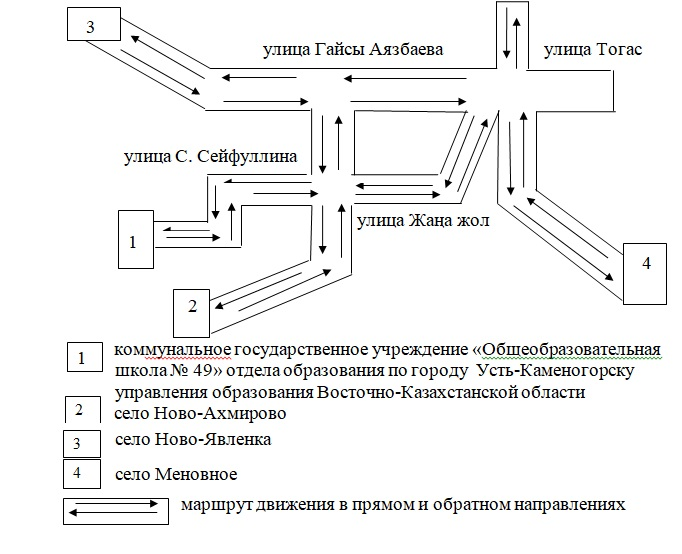 3
улица Гайсы Аязбаева
улица Тогас
улица С. Сейфуллина
улица Жаңа жол
1
4
2
1
коммунальное государственное учреждение «Общеобразовательная
школа № 49» отдела образования по городу Усть-Каменогорску
управления образования Восточно-Казахстанской области
2
село Ново-Ахмирово
3
село Ново-Явленка
4
село Меновное
маршрут движения в прямом и обратном направлениях